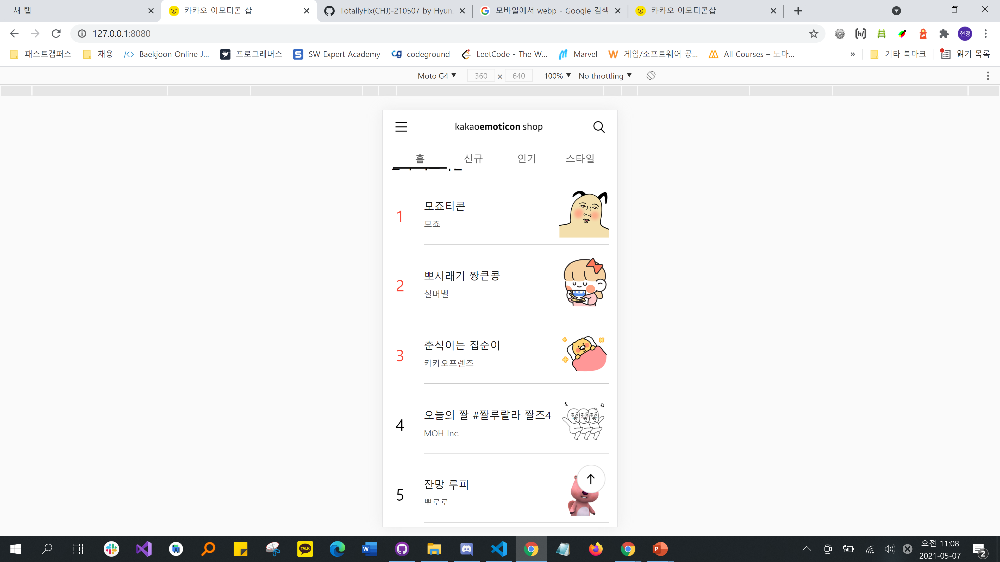 새 탭
카카오 이모티콘 샵
TotallyFix(CHJ)-210507 by Hyun
모바일에서 webp - Google 검색
카카오 이모티콘샵
127.0.0.1:8080
현정
패스트캠퍼스
채용
Baekjoon Online J...
프로그래머스
SW Expert Academy
codeground
LeetCode - The W...
Marvel
게임/소프트웨어 공...
All Courses – 노마...
»
기타 북마크
읽기 목록
Moto G4
360 × 640
100%
No throttling
kakaoemoticon shop
홈
신규
인기
스타일
1
모죠티콘
모죠
2
뽀시래기 짱큰콩
실버벨
3
춘식이는 집순이
카카오프렌즈
4
오늘의 짤 #짤루랄라 짤즈4
MOH Inc.
5
잔망 루피
뽀로로
TALK
오전 11:08
2021-05-07
2